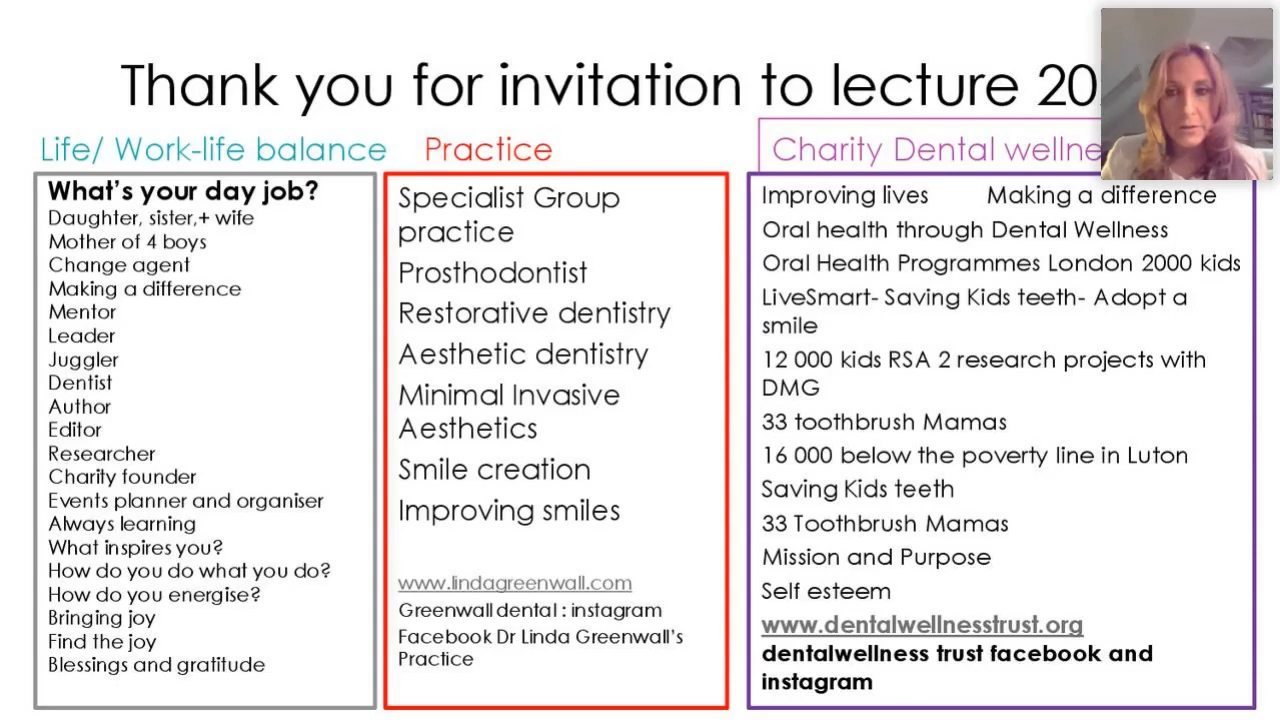 Thank you for invitation to lecture 20
Life/ Work-life balance
What's your day job?
Daughter, sister,+ wife
Mother of 4 boys
Change agent
Making a difference
Mentor
Leader
Juggler
Dentist
Author
Editor
Researcher
Charity founder
Events planner and organiser
Always learning
What inspires you?
How do you do what you do?
How do you energise?
Bringing joy
Find the joy
Blessings and gratitude
Practice
Specialist Group
practice
Prosthodontist
Restorative dentistry
Aesthetic dentistry
Minimal Invasive
Aesthetics
Smile creation
Improving smiles
www.lindagreenwall.com
Greenwall dental : instagram
Facebook Dr Linda Greenwall's
Practice
Charity Dental wellne
Improving lives Making a difference
Oral health through Dental Wellness
Oral Health Programmes London 2000 kids
LiveSmart- Saving Kids teeth- Adopt a
smile
12 000 kids RSA 2 research projects with
DMG
33 toothbrush Mamas
16 000 below the poverty line in Luton
Saving Kids teeth
33 Toothbrush Mamas
Mission and Purpose
Self esteem
www.dentalwellnesstrust.org
dentalwellness trust facebook and
instagram